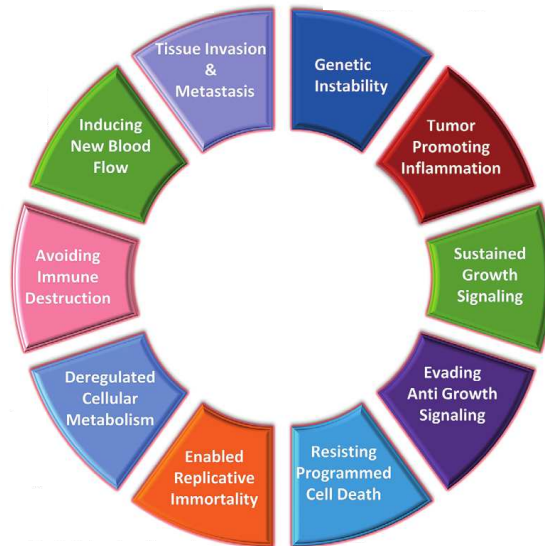 Tissue Invasion
&
Metastasis
Genetic
Instability
Tumor
Promoting
Inflammation
Sustained
Growth
Signaling
Evading
Anti Growth
Signaling
Resisting
Programmed
Cell Death
Enabled
Replicative
Immortality
Deregulated
Cellular
Metabolism
Avoiding
Immune
Destruction
Inducing
New Blood
Flow